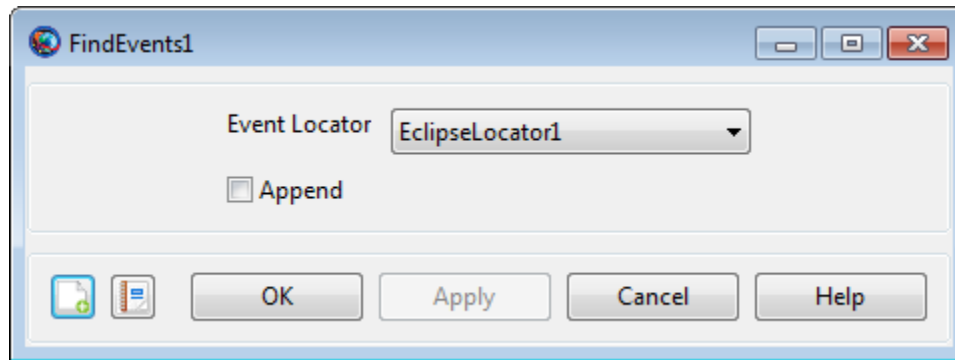 FindEvents1
Event Locator EclipseLocator1
Append
OK Apply Cancel Help